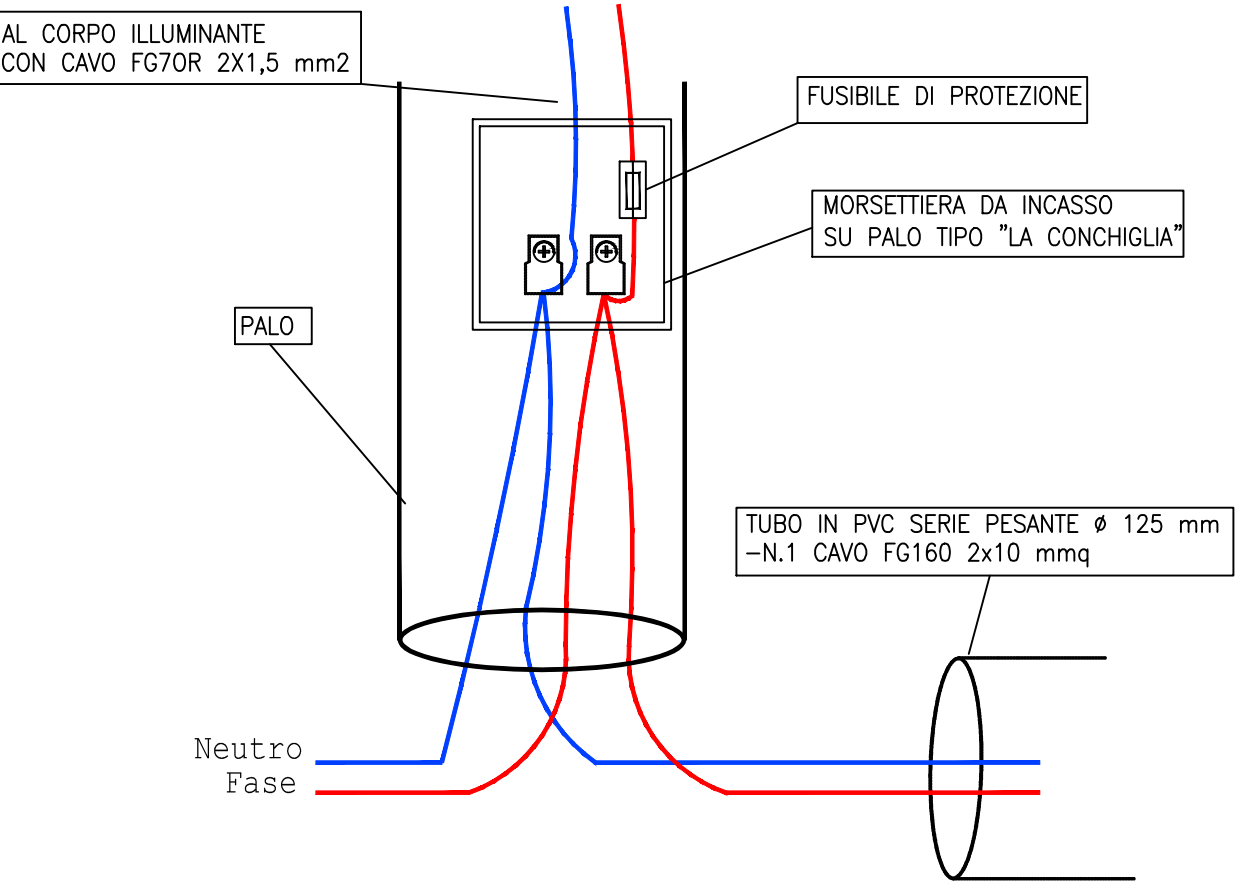 AL CORPO ILLUMINANTE
CON CAVO FG7OR 2X1,5 mm2
FUSIBILE DI PROTEZIONE
MORSETTIERA DA INCASSO
SU PALO TIPO "LA CONCHIGLIA"
PALO
TUBO IN PVC SERIE PESANTE ø 125 mm
-N.1 CAVO FG160 2x10 mmq
Neutro
Fase